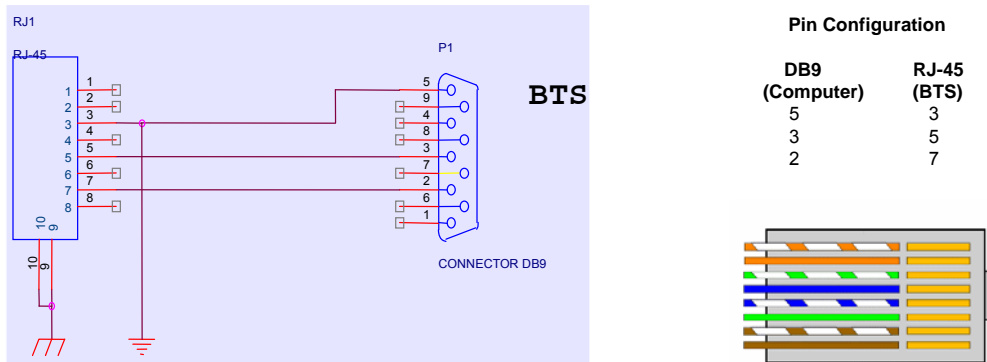 RJ1
RJ-45
1 1
2 2
3 3
4 4
5 5
6 6
7 7
8 8
10 9
10 9
P1
5
9
4
8
3
7
2
6
1
CONNECTOR DB9
BTS
Pin Configuration
DB9 RJ-45
(Computer) (BTS)
5 3
3 5
2 7